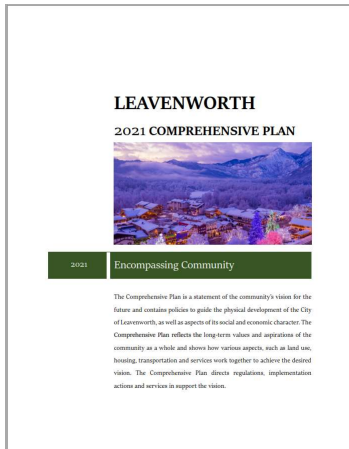 LEAVENWORTH
2021 COMPREHENSIVE PLAN
2021
Encompassing Community
The Comprehensive Plan is a statement of the community's vision for the
future and contains policies to guide the physical development of the City
of Leavenworth, as well as aspects of its social and economic character. The
Comprehensive Plan reflects the long-term values and aspirations of the
community as a whole and shows how various aspects, such as land use,
housing, transportation and services work together to achieve the desired
vision. The Comprehensive Plan directs regulations, implementation
actions and services in support the vision.